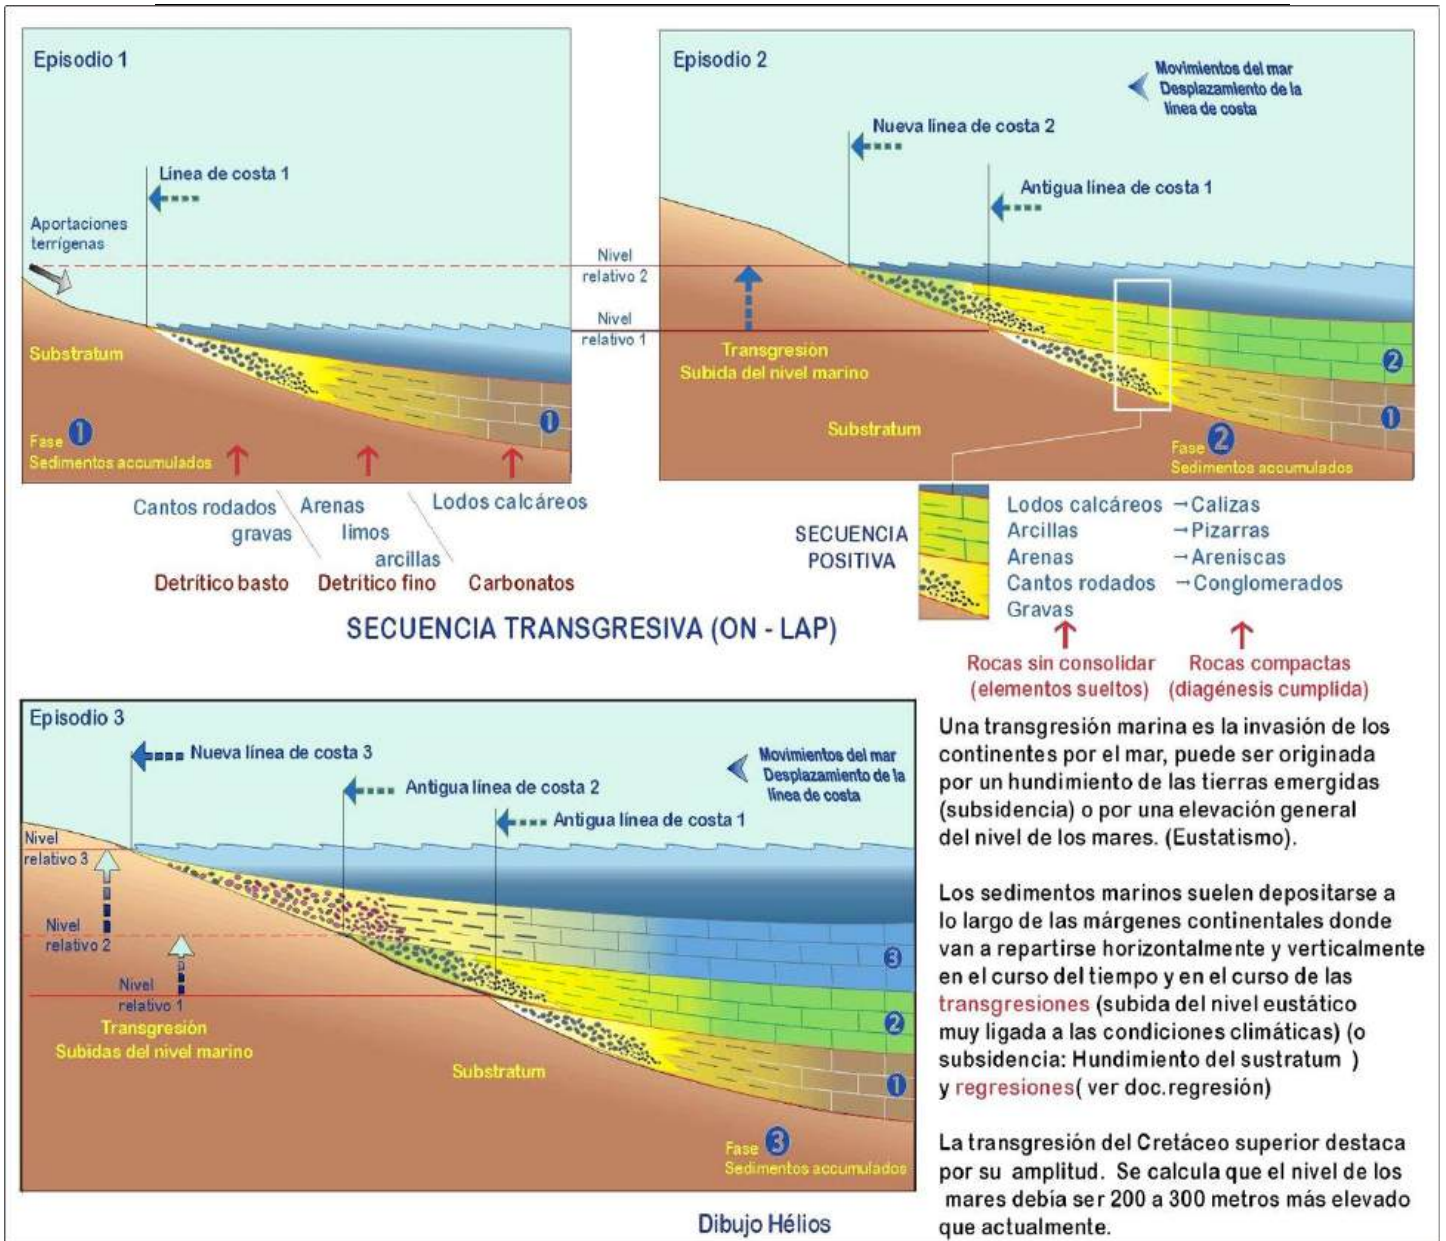 Episodio 1
Línea de costa 1
Aportaciones
terrígenas
Substratum
Fase 1
Sedimentos accumulados
1
Cantos rodados
gravas
Arenas
limos
arcillas
Lodos calcáreos
Detrítico basto
Detrítico fino
Carbonatos
Nivel
relativo 2
Nivel
relativo 1
Episodio 2
Movimientos del mar
Desplazamiento de la
línea de costa
Nueva línea de costa 2
Antigua línea de costa 1
Transgresión
Subida del nivel marino
Substratum
2
1
Fase 2
Sedimentos accumulados
SECUENCIA
POSITIVA
Lodos calcáreos → Calizas
Arcillas → Pizarras
Arenas → Areniscas
Cantos rodados → Conglomerados
Gravas
Rocas sin consolidar
(elementos sueltos)
Rocas compactas
(diagénesis cumplida)
SECUENCIA TRANSGRESIVA (ON - LAP)
Episodio 3
Nueva línea de costa 3
Antigua línea de costa 2
Antigua línea de costa 1
Movimientos del mar
Desplazamiento de la
línea de costa
Nivel
relativo 3
Nivel
relativo 2
Nivel
relativo 1
Transgresión
Subidas del nivel marino
Substratum
3
2
1
Fase 3
Sedimentos accumulados
Dibujo Hélios
Una transgresión marina es la invasión de los
continentes por el mar, puede ser originada
por un hundimiento de las tierras emergidas
(subsidencia) o por una elevación general
del nivel de los mares. (Eustatismo).
Los sedimentos marinos suelen depositarse a
lo largo de las márgenes continentales donde
van a repartirse horizontalmente y verticalmente
en el curso del tiempo y en el curso de las
transgresiones (subida del nivel eustático
muy ligada a las condiciones climáticas) (o
subsidencia: Hundimiento del sustratum )
y regresiones( ver doc.regresión)
La transgresión del Cretáceo superior destaca
por su amplitud. Se calcula que el nivel de los
mares debía ser 200 a 300 metros más elevado
que actualmente.